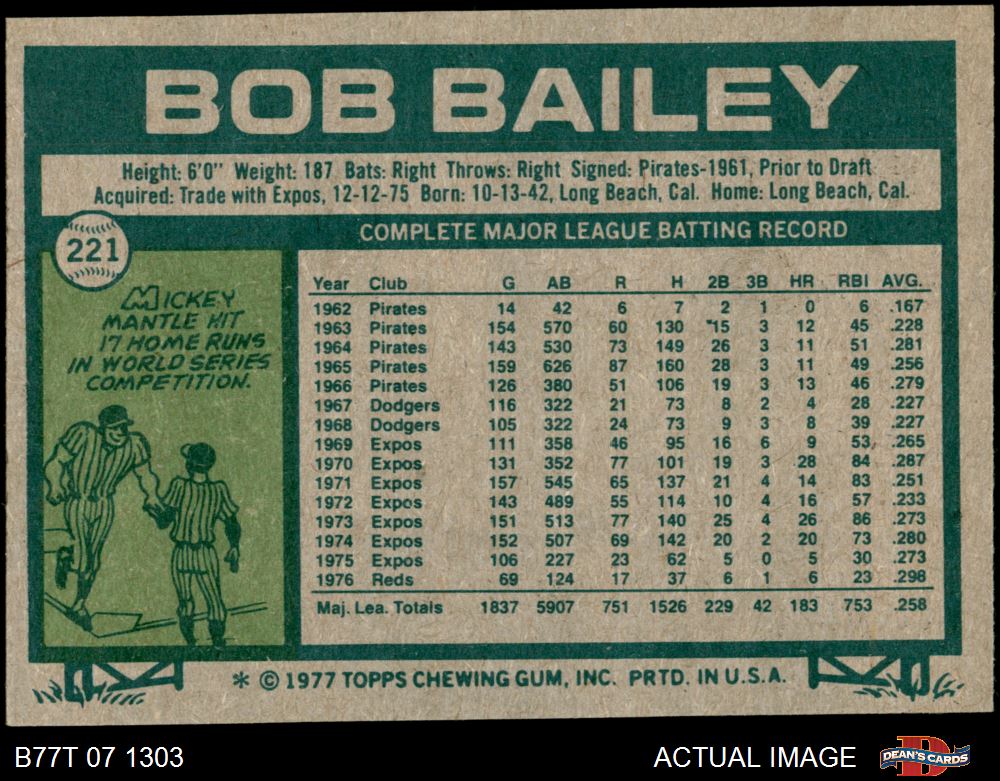 BOB BAILEY
Height: 6'0" Weight: 187 Bats: Right Throws: Right Signed: Pirates-1961, Prior to Draft
Acquired: Trade with Expos, 12-12-75 Born: 10-13-42, Long Beach, Cal. Home: Long Beach, Cal.
221
MICKEY
MANTLE HIT
17 HOME RUNS
IN WORLD SERIES
COMPETITION.
COMPLETE MAJOR LEAGUE BATTING RECORD
Year Club G AB R H 2B 3B HR RBI AVG.
1962 Pirates 14 42 6 7 2 1 0 6 .167
1963 Pirates 154 570 60 130 15 3 12 45 .228
1964 Pirates 143 530 73 149 26 3 11 51 .281
1965 Pirates 159 626 87 160 28 3 11 49 .256
1966 Pirates 126 380 51 106 19 3 13 46 .279
1967 Dodgers 116 322 21 73 8 2 4 28 .227
1968 Dodgers 105 322 24 73 9 3 8 39 .227
1969 Expos 111 358 46 95 16 6 9 53 .265
1970 Expos 131 352 77 101 19 3 28 84 .287
1971 Expos 157 545 65 137 21 4 14 83 .251
1972 Expos 143 489 55 114 10 4 16 57 .233
1973 Expos 151 513 77 140 25 4 26 86 .273
1974 Expos 152 507 69 142 20 2 20 73 .280
1975 Expos 106 227 23 62 5 0 5 30 .273
1976 Reds 69 124 17 37 6 1 6 23 .298
Maj. Lea. Totals 1837 5907 751 1526 229 42 183 753 .258
* © 1977 TOPPS CHEWING GUM, INC. PRTD. IN U.S.A.
B77T 07 1303 ACTUAL IMAGE DEAN'S CARDS